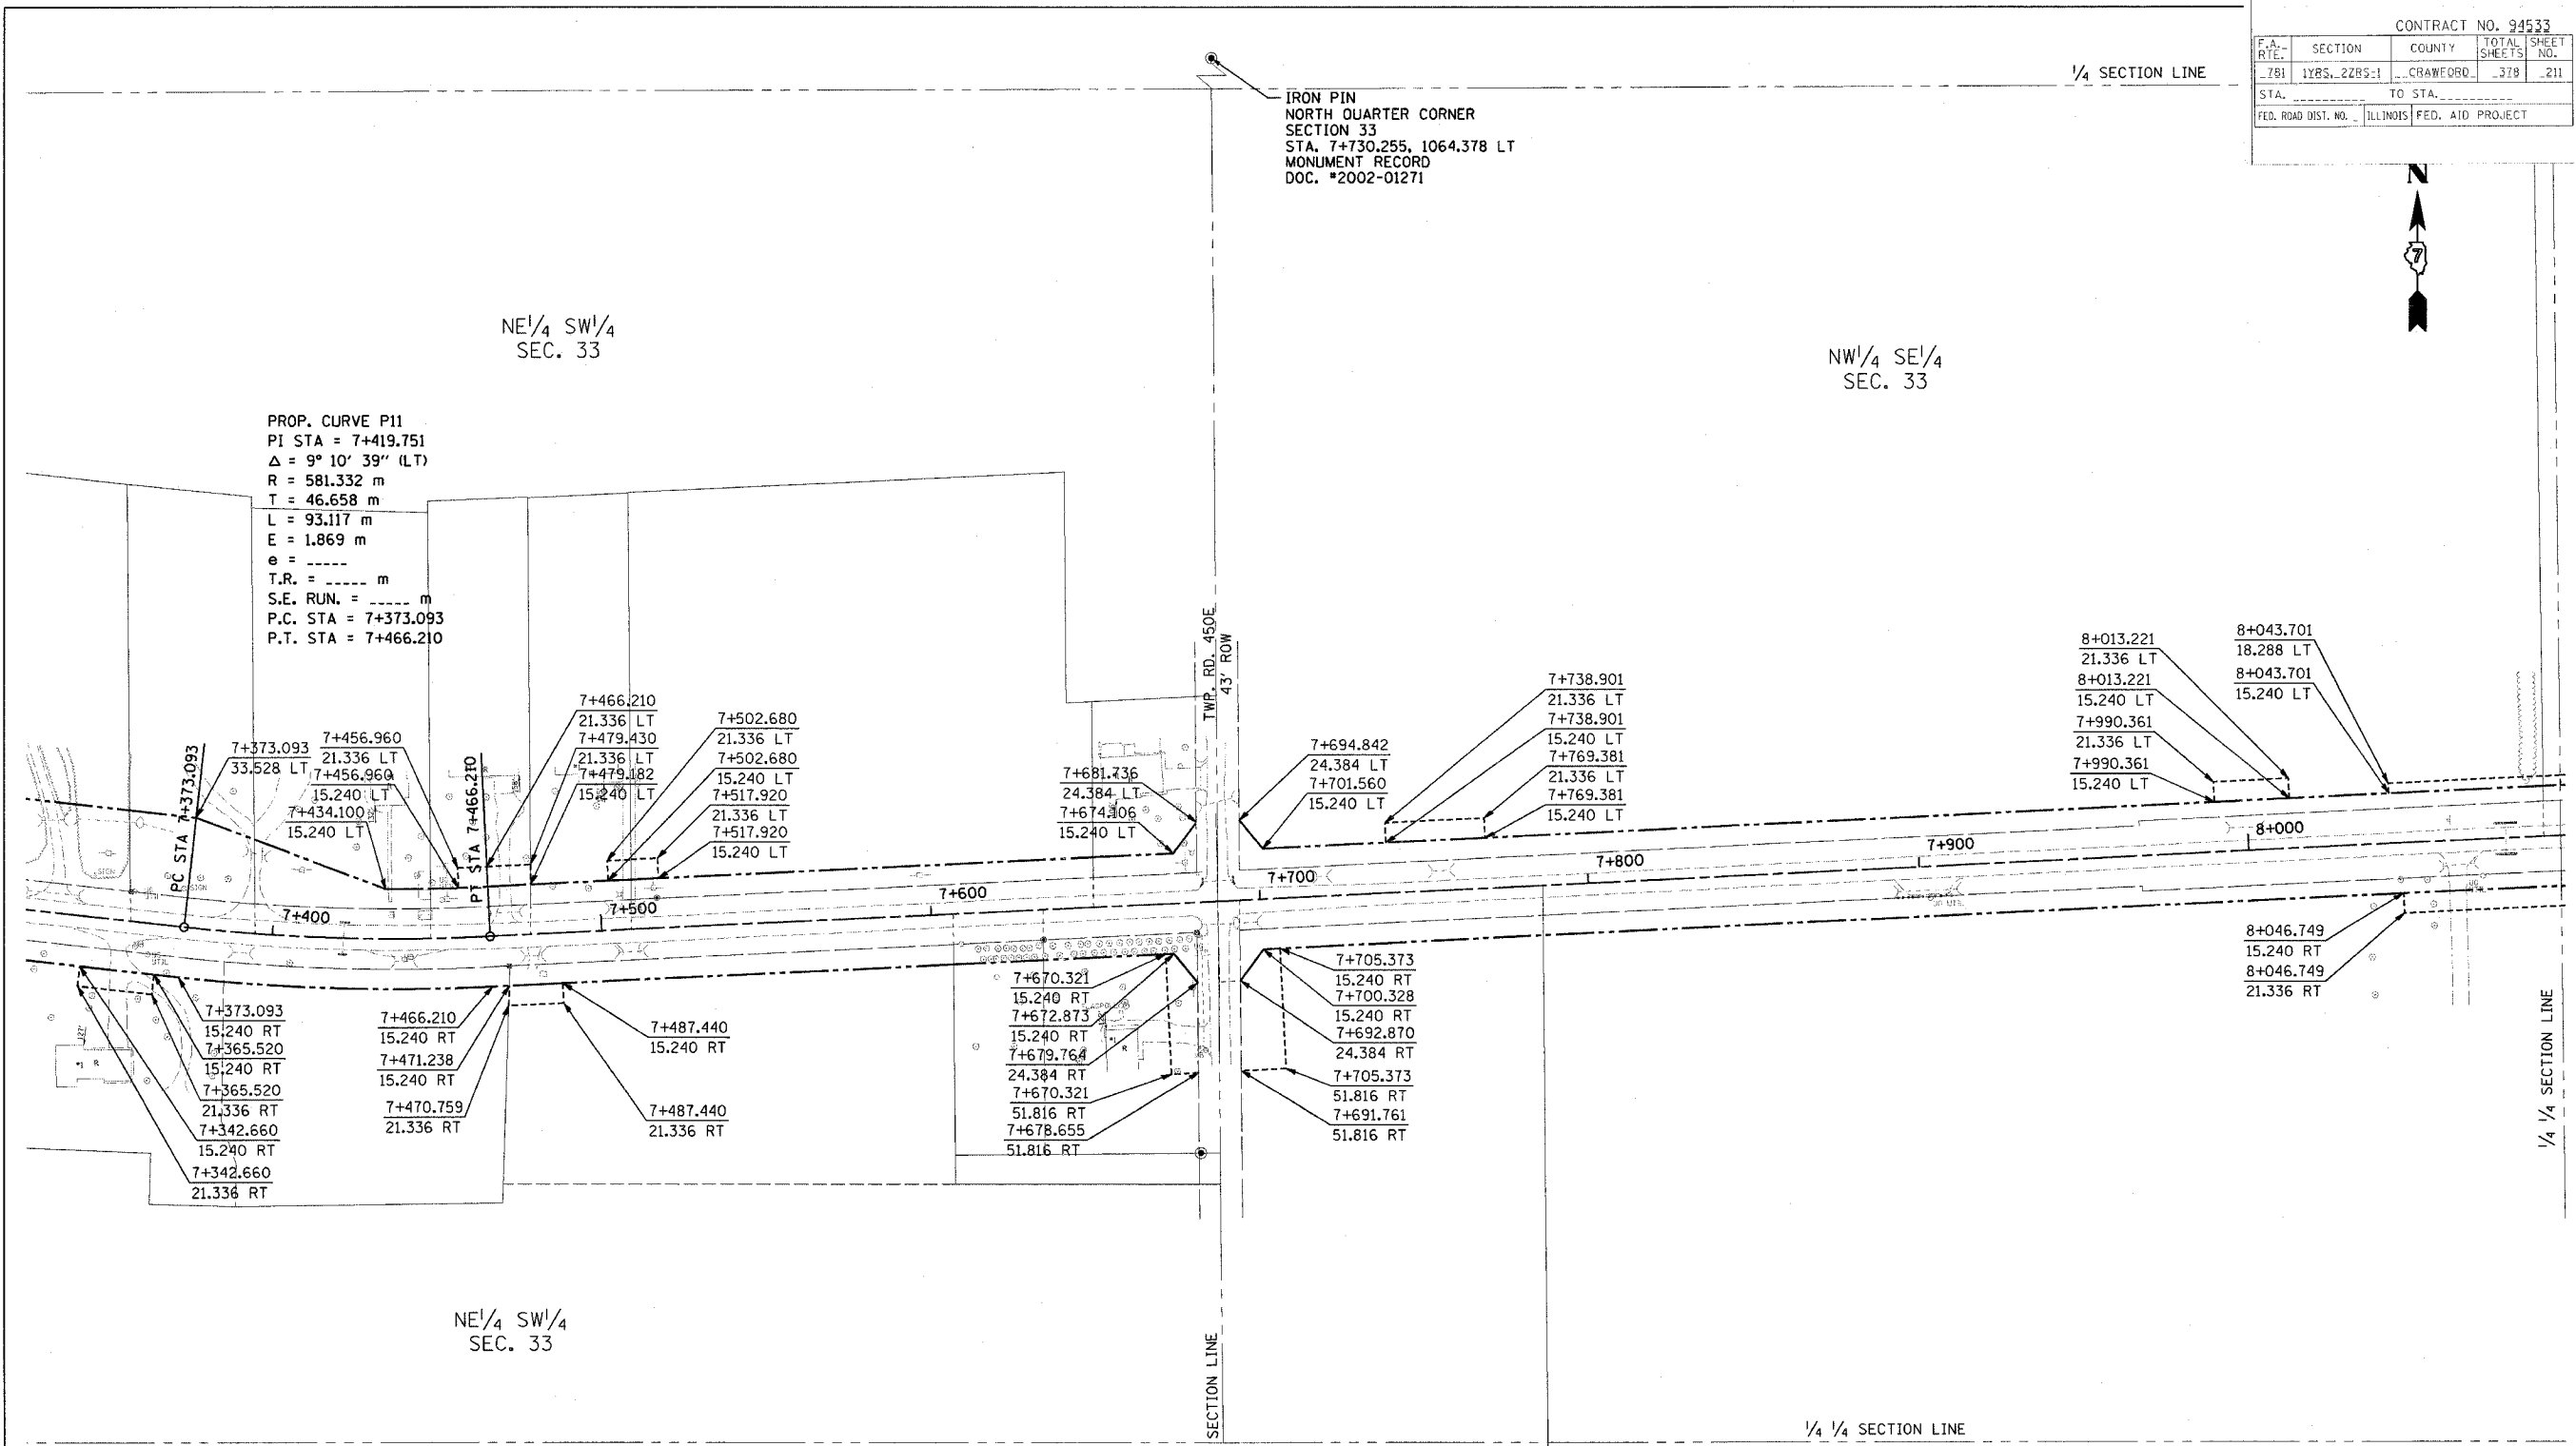 CONTRACT NO. 94533
F.A. RTE. SECTION COUNTY TOTAL SHEETS SHEET NO.
781 1YRS, 2ZRS-1 CRAWFORD 378 211
STA. TO STA.
FED. ROAD DIST. NO. ILLINOIS FED. AID PROJECT
1/4 SECTION LINE
N
7
IRON PIN
NORTH QUARTER CORNER
SECTION 33
STA. 7+730.255, 1064.378 LT
MONUMENT RECORD
DOC. #2002-01271
NE1/4 SW1/4
SEC. 33
NW1/4 SE1/4
SEC. 33
PROP. CURVE P11
PI STA = 7+419.751
Δ = 9° 10' 39" (LT)
R = 581.332 m
T = 46.658 m
L = 93.117 m
E = 1.869 m
e = -----
T.R. = ----- m
S.E. RUN. = ----- m
P.C. STA = 7+373.093
P.T. STA = 7+466.210
PC STA 7+373.093
7+373.093
33.528 LT
7+456.960
21.336 LT
7+456.960
15.240 LT
7+434.100
15.240 LT
PT STA 7+466.210
7+466.210
21.336 LT
7+479.430
21.336 LT
7+479.182
15.240 LT
7+502.680
21.336 LT
7+502.680
15.240 LT
7+517.920
21.336 LT
7+517.920
15.240 LT
7+681.736
24.384 LT
7+674.106
15.240 LT
TWP. RD. 450E
43' ROW
7+694.842
24.384 LT
7+701.560
15.240 LT
7+738.901
21.336 LT
7+738.901
15.240 LT
7+769.381
21.336 LT
7+769.381
15.240 LT
8+013.221
21.336 LT
8+013.221
15.240 LT
7+990.361
21.336 LT
7+990.361
15.240 LT
8+043.701
18.288 LT
8+043.701
15.240 LT
7+400
7+500
7+600
7+700
7+800
7+900
8+000
SIGN
SIGN
7+373.093
15.240 RT
7+365.520
15.240 RT
7+365.520
21.336 RT
7+342.660
15.240 RT
7+342.660
21.336 RT
7+466.210
15.240 RT
7+471.238
15.240 RT
7+470.759
21.336 RT
7+487.440
15.240 RT
7+487.440
21.336 RT
7+670.321
15.240 RT
7+672.873
15.240 RT
7+679.764
24.384 RT
7+670.321
51.816 RT
7+678.655
51.816 RT
7+705.373
15.240 RT
7+700.328
15.240 RT
7+692.870
24.384 RT
7+705.373
51.816 RT
7+691.761
51.816 RT
8+046.749
15.240 RT
8+046.749
21.336 RT
NE1/4 SW1/4
SEC. 33
SECTION LINE
1/4 1/4 SECTION LINE
1/4 1/4 SECTION LINE